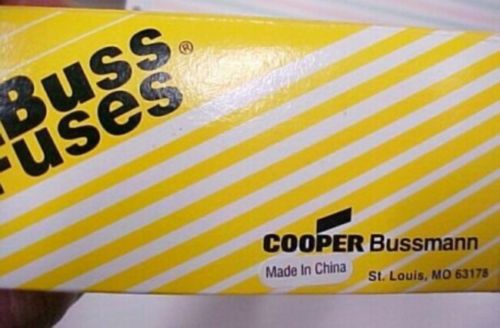 Buss®
Fuses
COOPER Bussmann
Made In China
St. Louis, MO 63178